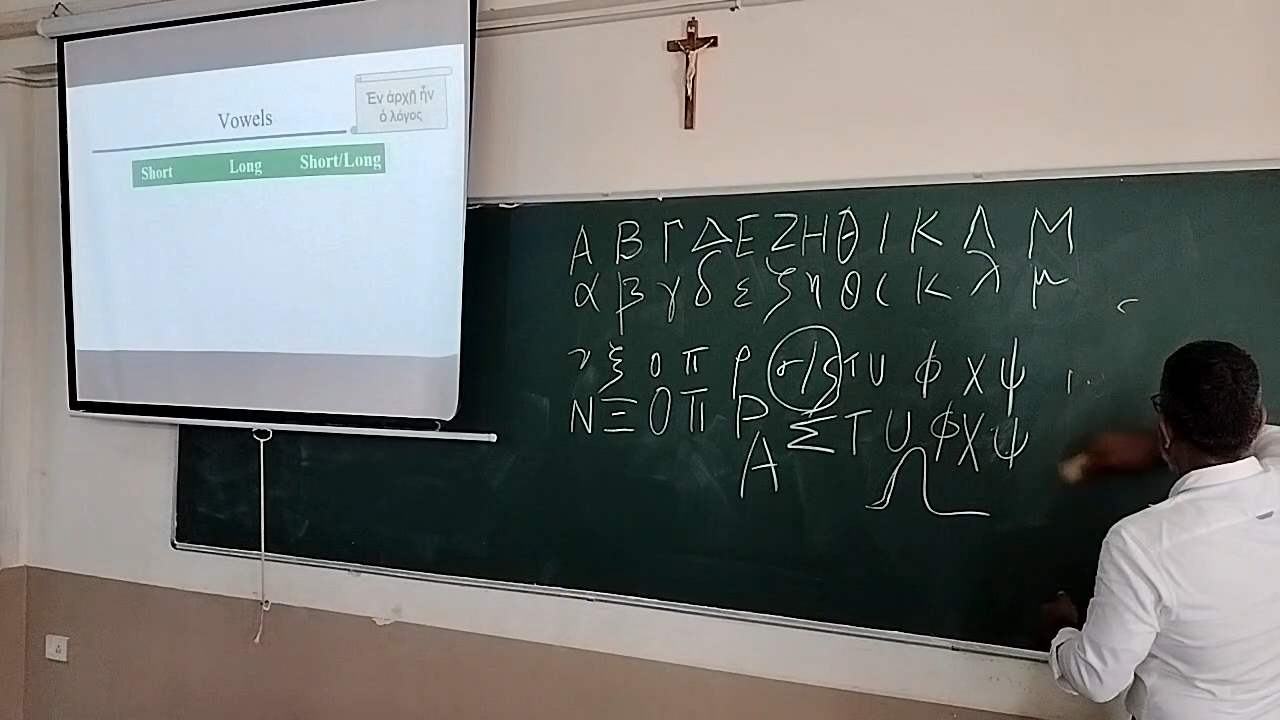 Vowels
Ἐν ἀρχῇ ἦν
ὁ λόγος
Short Long Short/Long
Α Β Γ Δ Ε Ζ Η Θ Ι Κ Λ Μ
α β γ δ ε ζ η θ ι κ λ μ
ν ξ ο π ρ σ/ς τ υ φ χ ψ
Ν Ξ Ο Π Ρ Σ Τ U Φ Χ Ψ
Α Ω